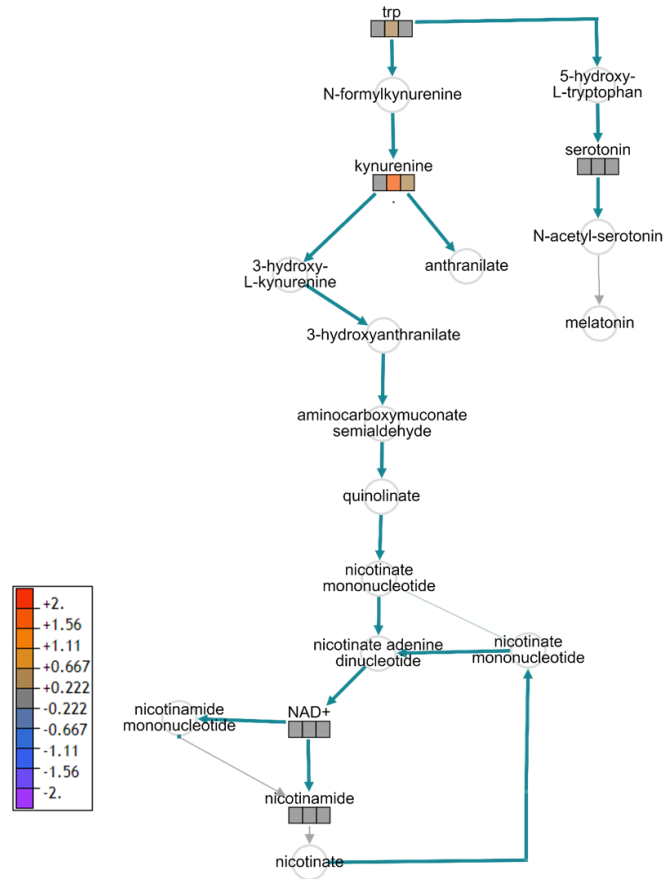 trp
N-formylkynurenine
5-hydroxy-
L-tryptophan
kynurenine
.
serotonin
3-hydroxy-
L-kynurenine
anthranilate
N-acetyl-serotonin
3-hydroxyanthranilate
melatonin
aminocarboxymuconate
semialdehyde
quinolinate
nicotinate
mononucleotide
nicotinate adenine
dinucleotide
nicotinate
mononucleotide
nicotinamide
mononucleotide
NAD+
nicotinamide
nicotinate
+2.
+1.56
+1.11
+0.667
+0.222
-0.222
-0.667
-1.11
-1.56
-2.